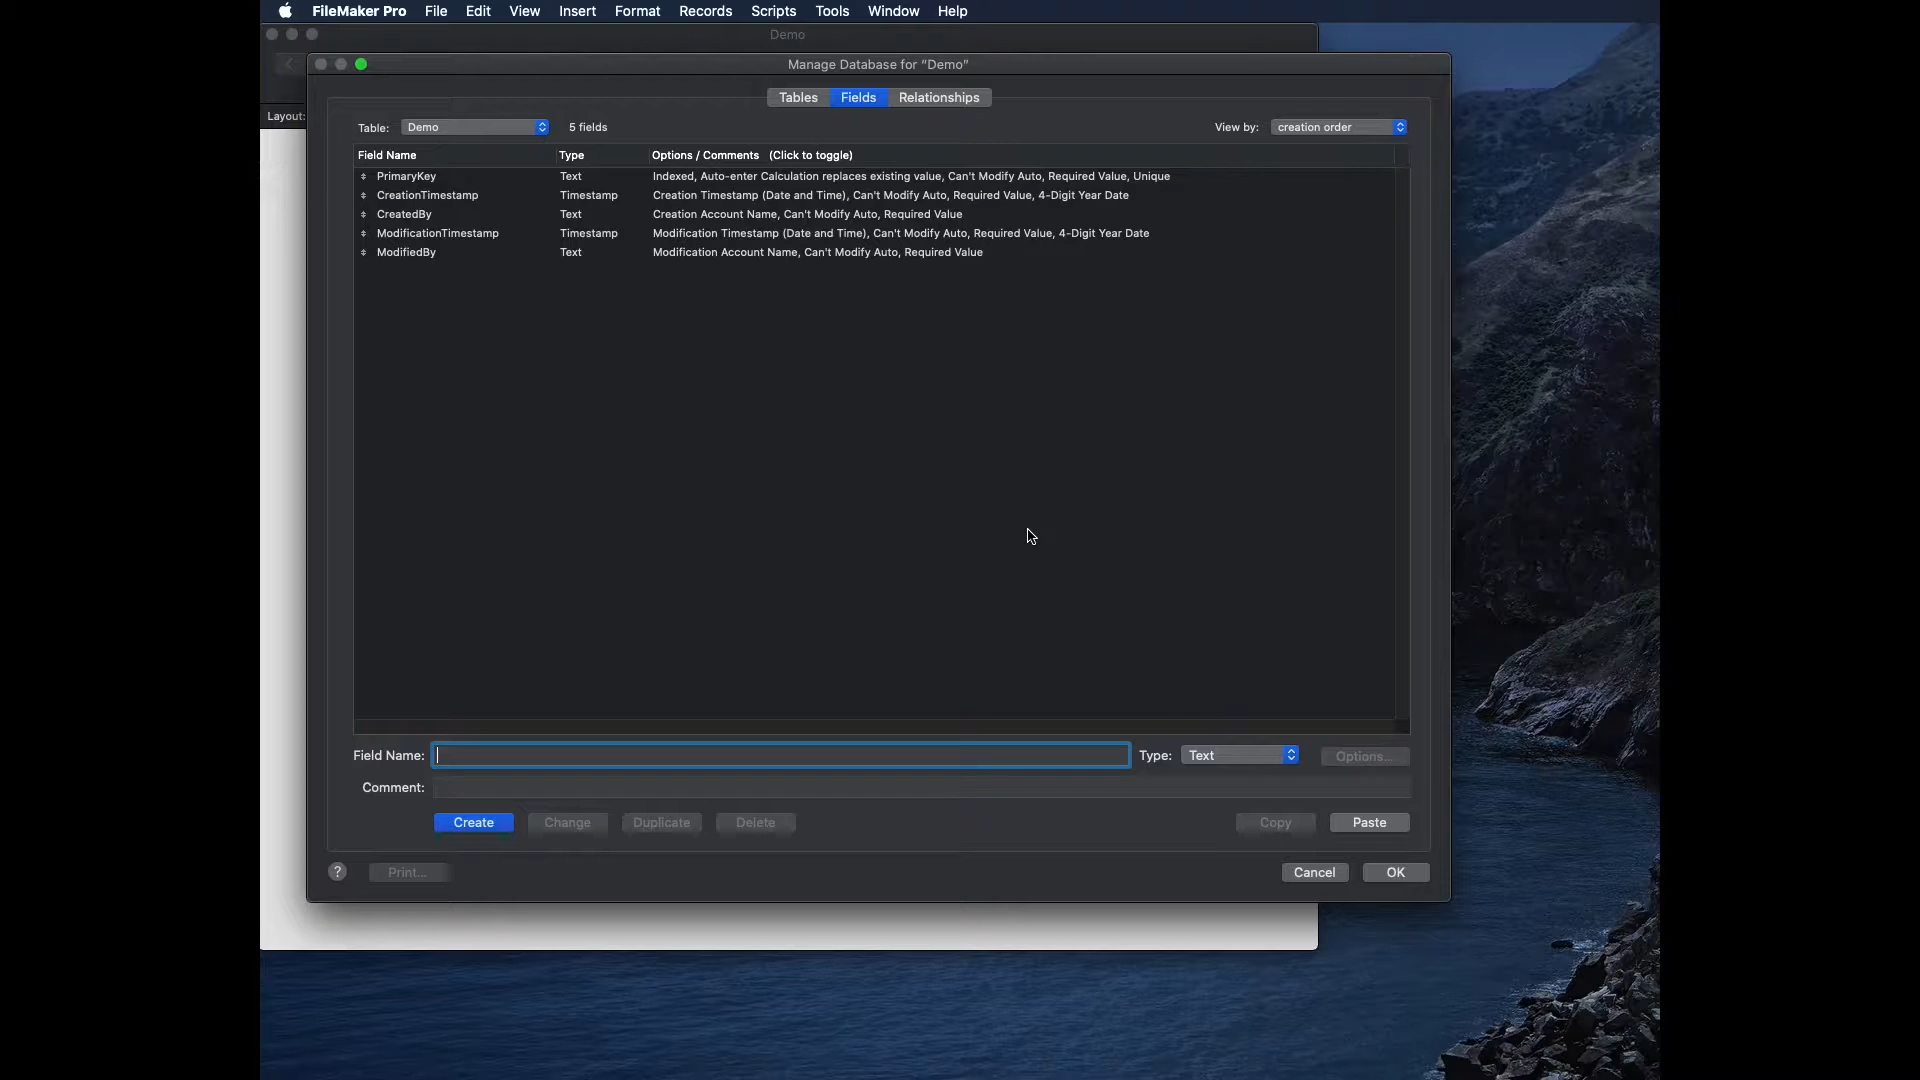 FileMaker Pro File Edit View Insert Format Records Scripts Tools Window Help
Demo
Manage Database for "Demo"
Tables Fields Relationships
Layout:
Table: Demo 5 fields View by: creation order
Field Name Type Options / Comments (Click to toggle)
PrimaryKey Text Indexed, Auto-enter Calculation replaces existing value, Can't Modify Auto, Required Value, Unique
CreationTimestamp Timestamp Creation Timestamp (Date and Time), Can't Modify Auto, Required Value, 4-Digit Year Date
CreatedBy Text Creation Account Name, Can't Modify Auto, Required Value
ModificationTimestamp Timestamp Modification Timestamp (Date and Time), Can't Modify Auto, Required Value, 4-Digit Year Date
ModifiedBy Text Modification Account Name, Can't Modify Auto, Required Value
Field Name: Type: Text Options...
Comment:
Create Change Duplicate Delete Copy Paste
? Print... Cancel OK